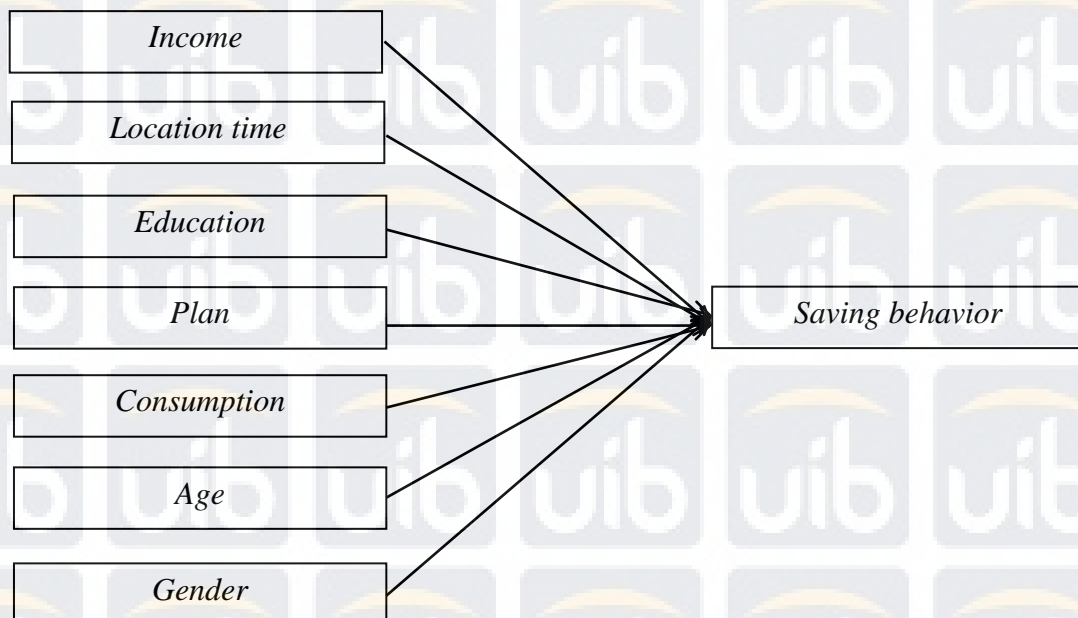 Income
Location time
Education
Plan
Saving behavior
Consumption
Age
Gender
uib